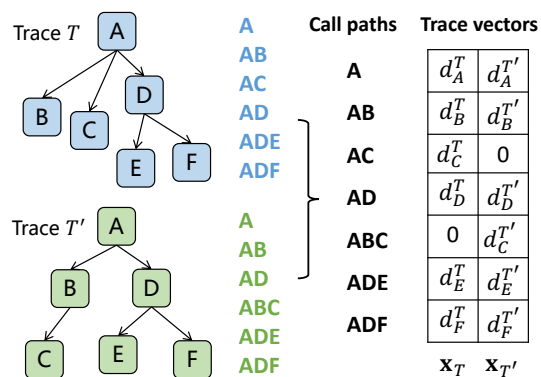 Trace T
A
B
C
D
E
F
A
AB
AC
AD
ADE
ADF
Trace T′
A
B
D
C
E
F
A
AB
AD
ABC
ADE
ADF
Call paths Trace vectors
A d_A^T d_A^T′
AB d_B^T d_B^T′
AC d_C^T 0
AD d_D^T d_D^T′
ABC 0 d_C^T′
ADE d_E^T d_E^T′
ADF d_F^T d_F^T′
x_T x_T′